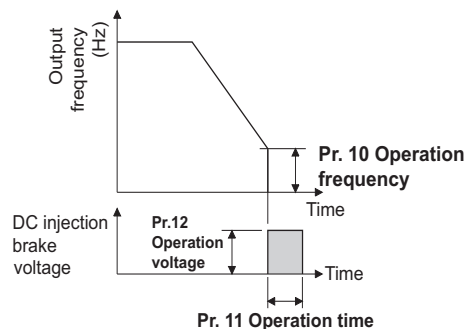 Output
frequency
(Hz)
Pr. 10 Operation
frequency
Time
DC injection
brake
voltage
Pr.12
Operation
voltage
Time
Pr. 11 Operation time